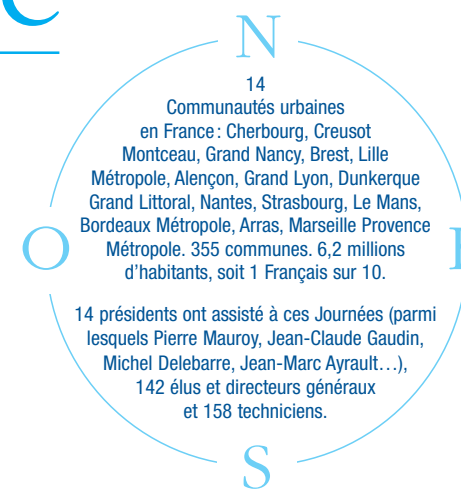 C
N
14
Communautés urbaines
en France : Cherbourg, Creusot
Montceau, Grand Nancy, Brest, Lille
Métropole, Alençon, Grand Lyon, Dunkerque
Grand Littoral, Nantes, Strasbourg, Le Mans,
Bordeaux Métropole, Arras, Marseille Provence
O Métropole. 355 communes. 6,2 millions
d’habitants, soit 1 Français sur 10.
14 présidents ont assisté à ces Journées (parmi
lesquels Pierre Mauroy, Jean-Claude Gaudin,
Michel Delebarre, Jean-Marc Ayrault…),
142 élus et directeurs généraux
et 158 techniciens.
S